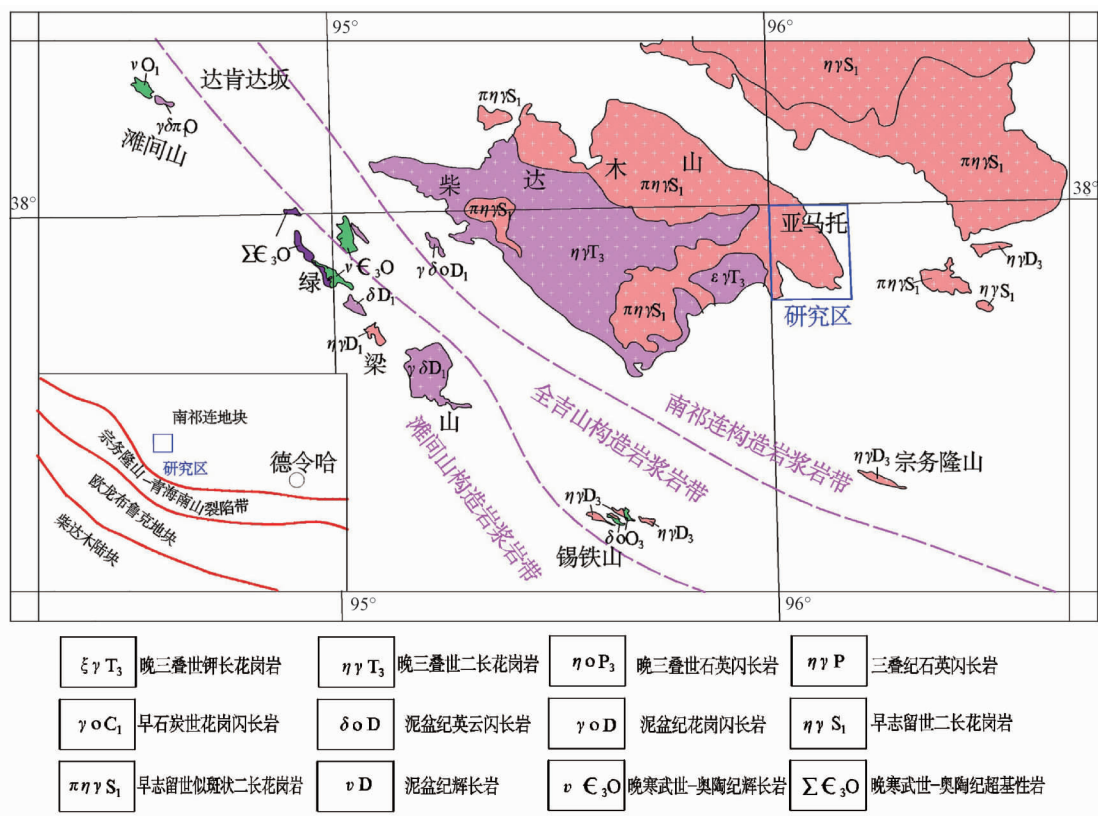 95°
96°
νO₁
达肯达坂
γδπO
滩间山
πηγS₁
ηγS₁
πηγS₁
柴达木山
πηγS₁
38°
38°
πηγS₁
亚马托
Σ∈₃O
ν∈₃O
γδoD₁
ηγT₃
εγT₃
ηγD₃
πηγS₁
ηγS₁
绿梁山
δD₁
πηγS₁
研究区
ηγD₁
γδD₁
南祁连构造岩浆岩带
全吉山构造岩浆岩带
滩间山构造岩浆岩带
南祁连地块
研究区
德令哈
宗务隆山-青海南山裂陷带
欧龙布鲁克地块
柴达木陆块
ηγD₃
宗务隆山
ηγD₃
ηγD₃
δoO₃
锡铁山
95°
96°
ξγT₃ 晚三叠世钾长花岗岩
ηγT₃ 晚三叠世二长花岗岩
ηoP₃ 晚三叠世石英闪长岩
ηγP 三叠纪石英闪长岩
γoC₁ 早石炭世花岗闪长岩
δoD 泥盆纪英云闪长岩
γoD 泥盆纪花岗闪长岩
ηγS₁ 早志留世二长花岗岩
πηγS₁ 早志留世似斑状二长花岗岩
νD 泥盆纪辉长岩
ν∈₃O 晚寒武世-奥陶纪辉长岩
Σ∈₃O 晚寒武世-奥陶纪超基性岩